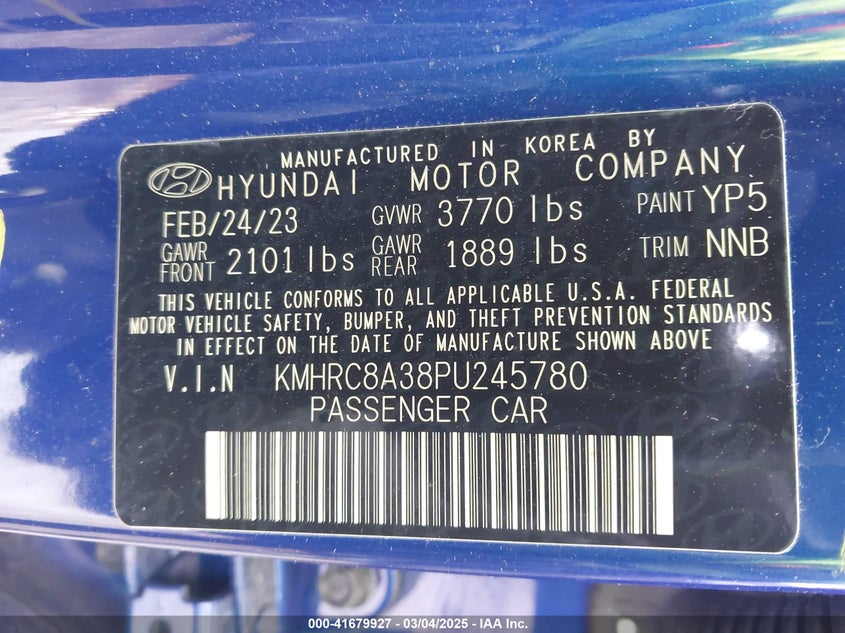 MANUFACTURED IN KOREA BY
HYUNDAI MOTOR COMPANY
FEB/24/23 GVWR 3770 lbs PAINT YP5
GAWR FRONT 2101 lbs GAWR REAR 1889 lbs TRIM NNB
THIS VEHICLE CONFORMS TO ALL APPLICABLE U.S.A. FEDERAL
MOTOR VEHICLE SAFETY, BUMPER, AND THEFT PREVENTION STANDARDS
IN EFFECT ON THE DATE OF MANUFACTURE SHOWN ABOVE
V.I.N KMHRC8A38PU245780
PASSENGER CAR
000-41679927 - 03/04/2025 - IAA Inc.